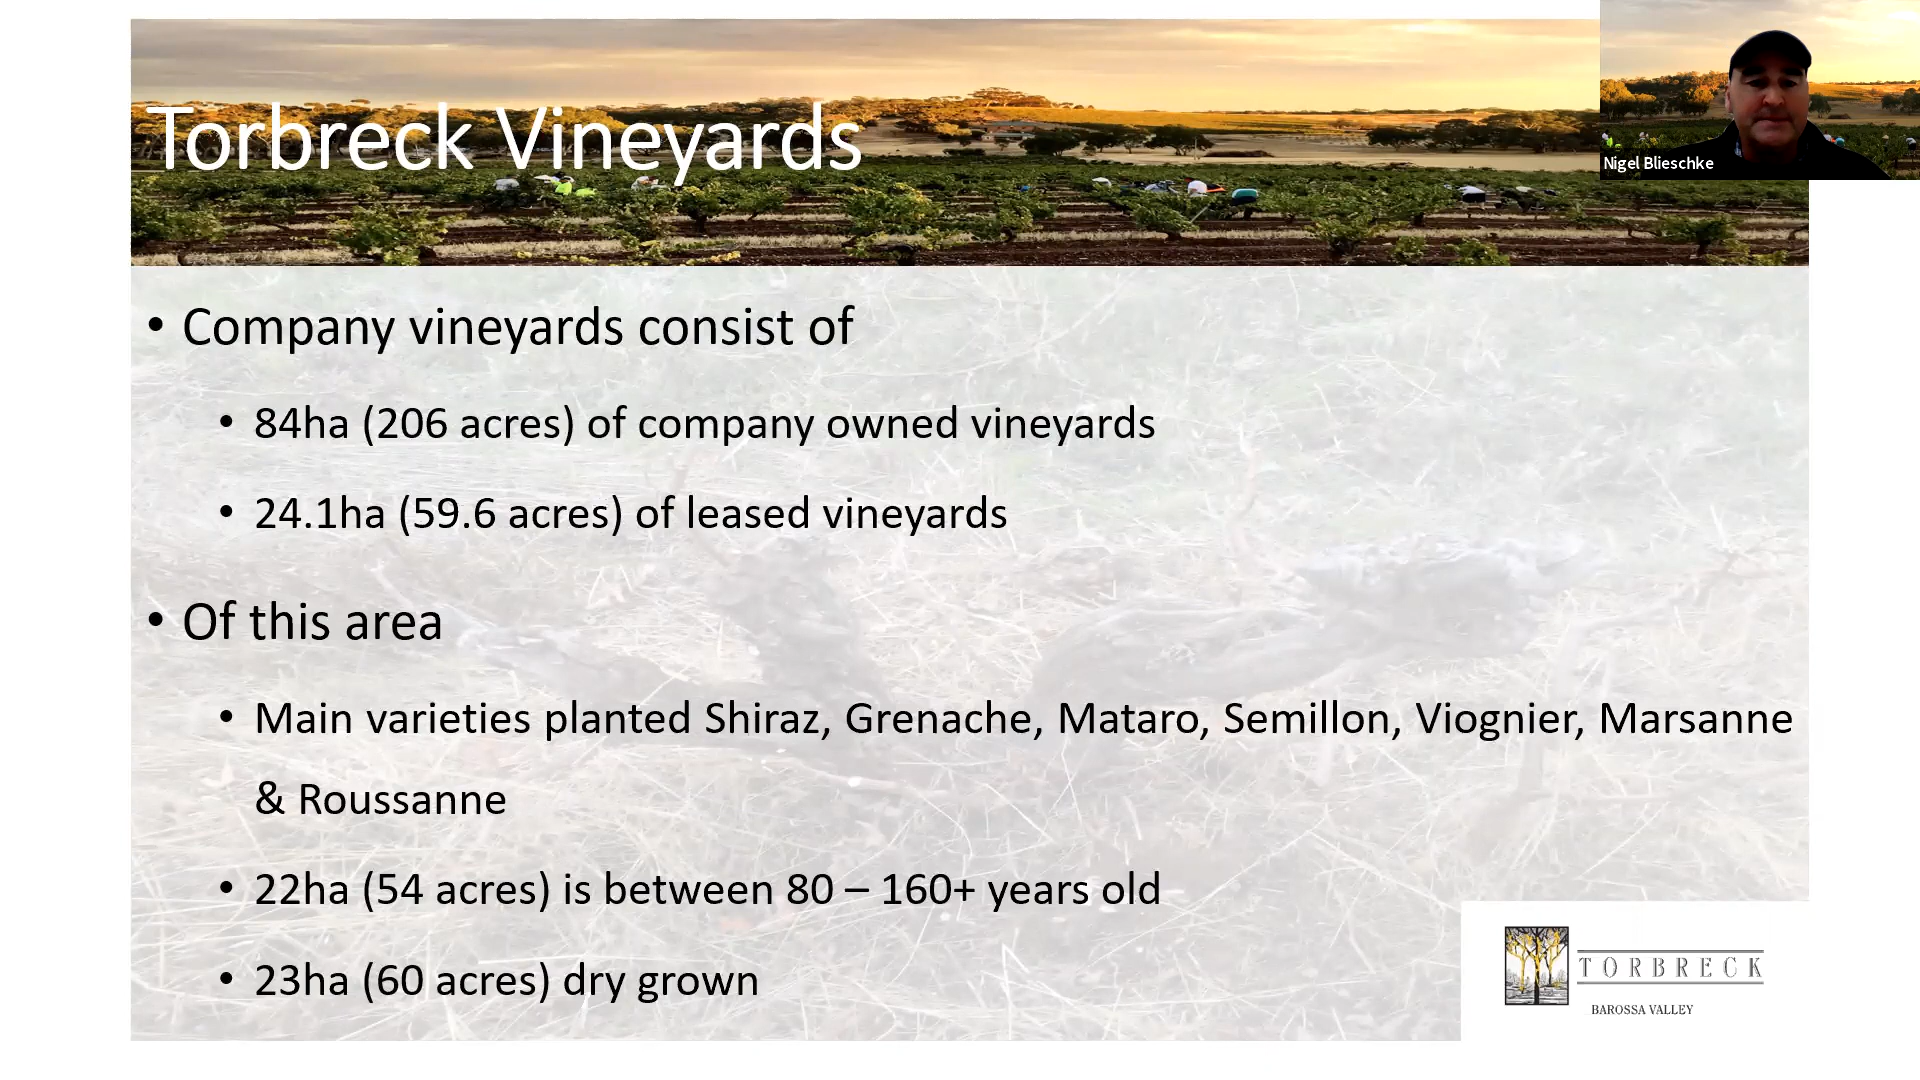 Torbreck Vineyards
Nigel Blieschke
• Company vineyards consist of
• 84ha (206 acres) of company owned vineyards
• 24.1ha (59.6 acres) of leased vineyards
• Of this area
• Main varieties planted Shiraz, Grenache, Mataro, Semillon, Viognier, Marsanne
& Roussanne
• 22ha (54 acres) is between 80 – 160+ years old
• 23ha (60 acres) dry grown
TORBRECK
BAROSSA VALLEY